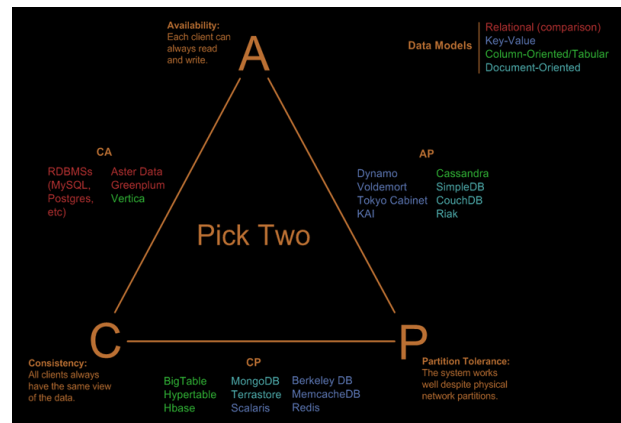 Availability:
Each client can
always read
and write.
A
Data Models
Relational (comparison)
Key-Value
Column-Oriented/Tabular
Document-Oriented
CA
RDBMSs
(MySQL,
Postgres,
etc)
Aster Data
Greenplum
Vertica
AP
Dynamo
Voldemort
Tokyo Cabinet
KAI
Cassandra
SimpleDB
CouchDB
Riak
Pick Two
C
P
Consistency:
All clients always
have the same view
of the data.
CP
BigTable
Hypertable
Hbase
MongoDB
Terrastore
Scalaris
Berkeley DB
MemcacheDB
Redis
Partition Tolerance:
The system works
well despite physical
network partitions.